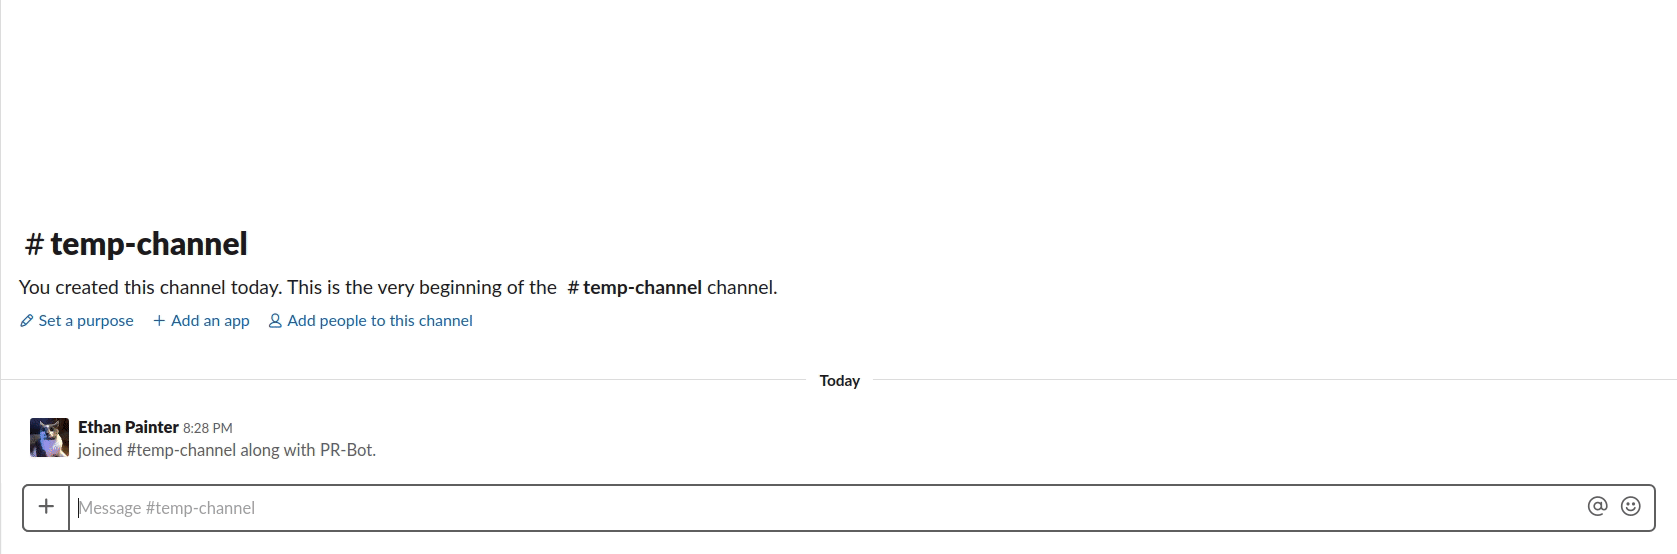 # temp-channel
You created this channel today. This is the very beginning of the # temp-channel channel.
Set a purpose + Add an app Add people to this channel
Today
Ethan Painter 8:28 PM
joined #temp-channel along with PR-Bot.
+ Message #temp-channel @